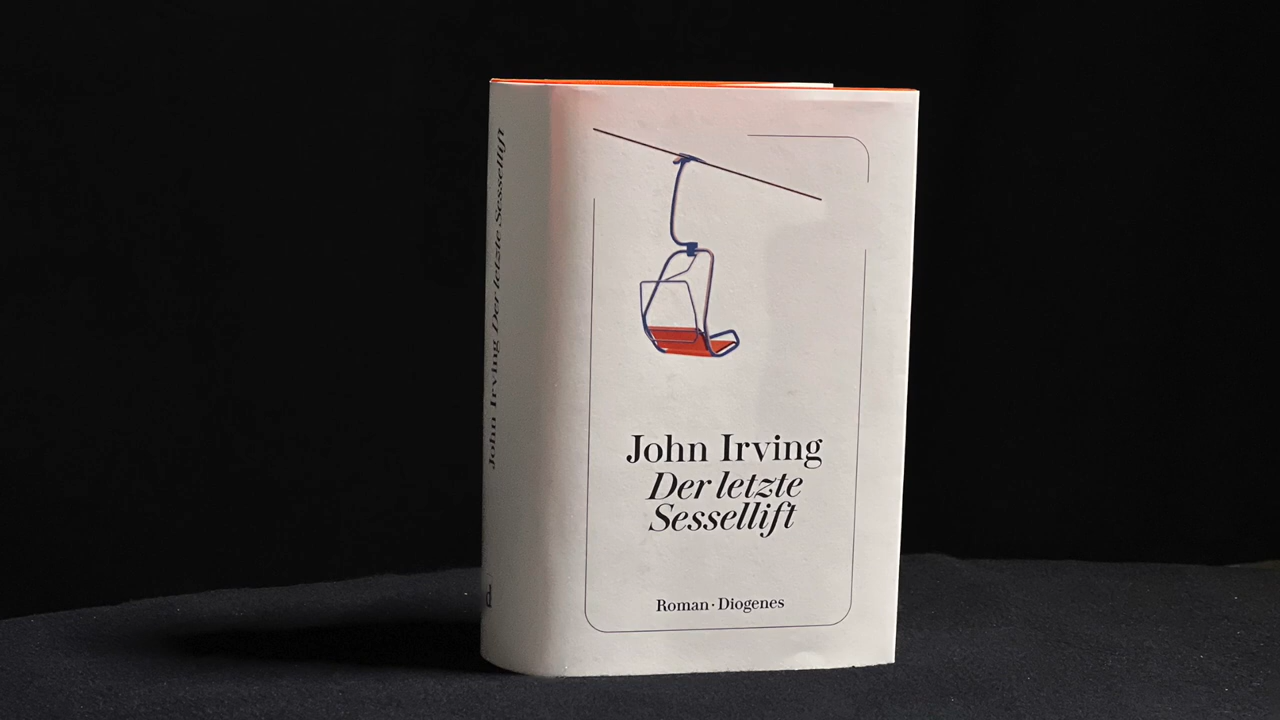 John Irving Der letzte Sessellift
John Irving
Der letzte
Sessellift
Roman · Diogenes